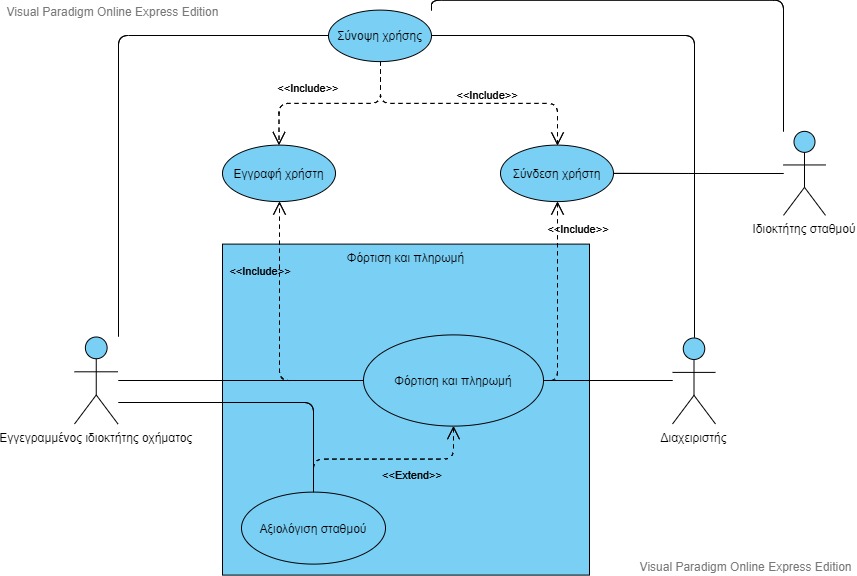 Visual Paradigm Online Express Edition
Σύνοψη χρήσης
<<Include>>
<<Include>>
Εγγραφή χρήστη
Σύνδεση χρήστη
Ιδιοκτήτης σταθμού
<<Include>>
Φόρτιση και πληρωμή
<<Include>>
Φόρτιση και πληρωμή
Εγγεγραμμένος ιδιοκτήτης οχήματος
Διαχειριστής
<<Extend>>
Αξιολόγιση σταθμού
Visual Paradigm Online Express Edition